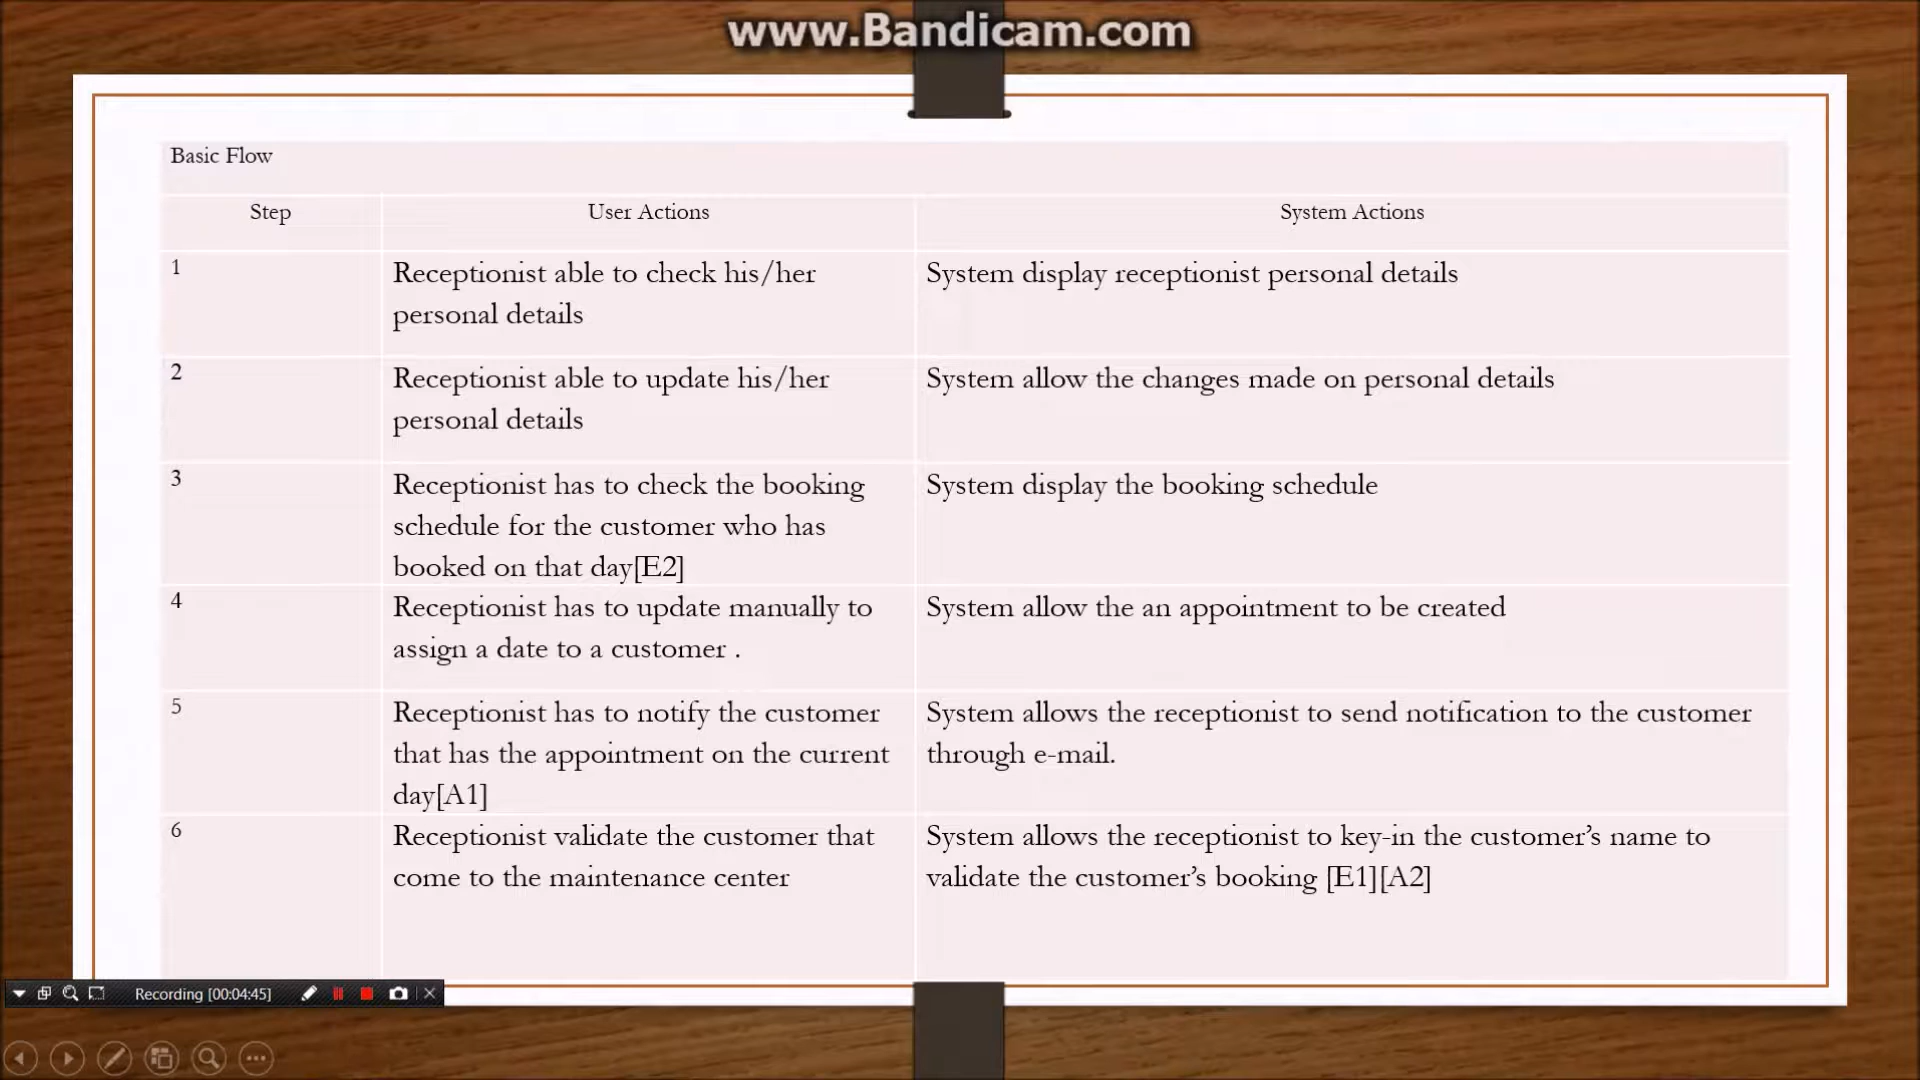 www.Bandicam.com
Basic Flow
Step
User Actions
System Actions
1
Receptionist able to check his/her
personal details
System display receptionist personal details
2
Receptionist able to update his/her
personal details
System allow the changes made on personal details
3
Receptionist has to check the booking
schedule for the customer who has
booked on that day[E2]
System display the booking schedule
4
Receptionist has to update manually to
assign a date to a customer .
System allow the an appointment to be created
5
Receptionist has to notify the customer
that has the appointment on the current
day[A1]
System allows the receptionist to send notification to the customer
through e-mail.
6
Receptionist validate the customer that
come to the maintenance center
System allows the receptionist to key-in the customer’s name to
validate the customer’s booking [E1][A2]
Recording [00:04:45]